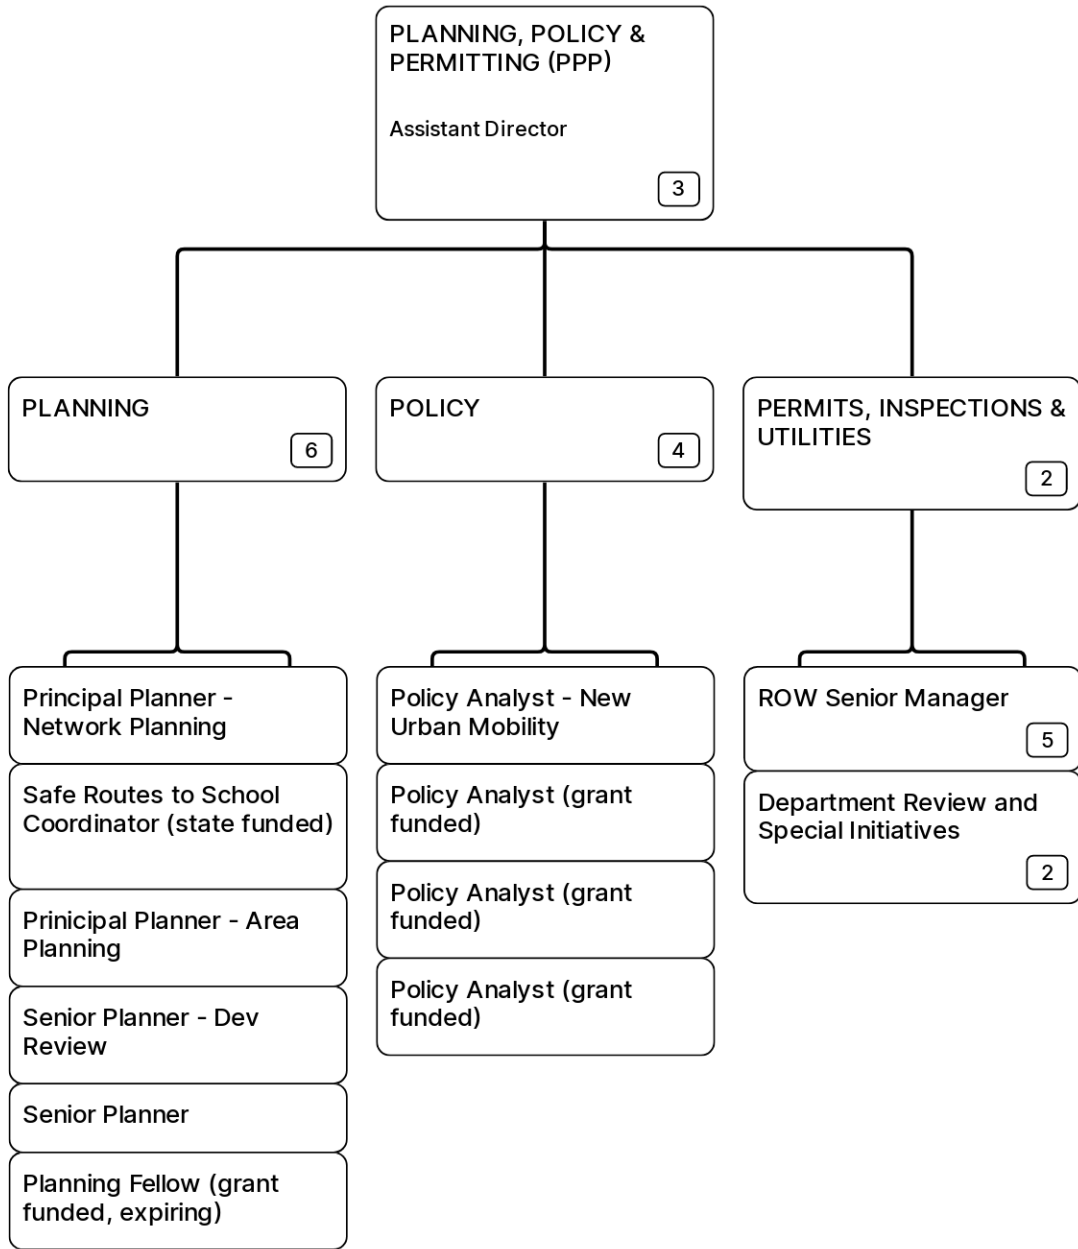 PLANNING, POLICY &
PERMITTING (PPP)
Assistant Director
3
PLANNING
6
POLICY
4
PERMITS, INSPECTIONS &
UTILITIES
2
Principal Planner -
Network Planning
Safe Routes to School
Coordinator (state funded)
Prinicipal Planner - Area
Planning
Senior Planner - Dev
Review
Senior Planner
Planning Fellow (grant
funded, expiring)
Policy Analyst - New
Urban Mobility
Policy Analyst (grant
funded)
Policy Analyst (grant
funded)
Policy Analyst (grant
funded)
ROW Senior Manager
5
Department Review and
Special Initiatives
2